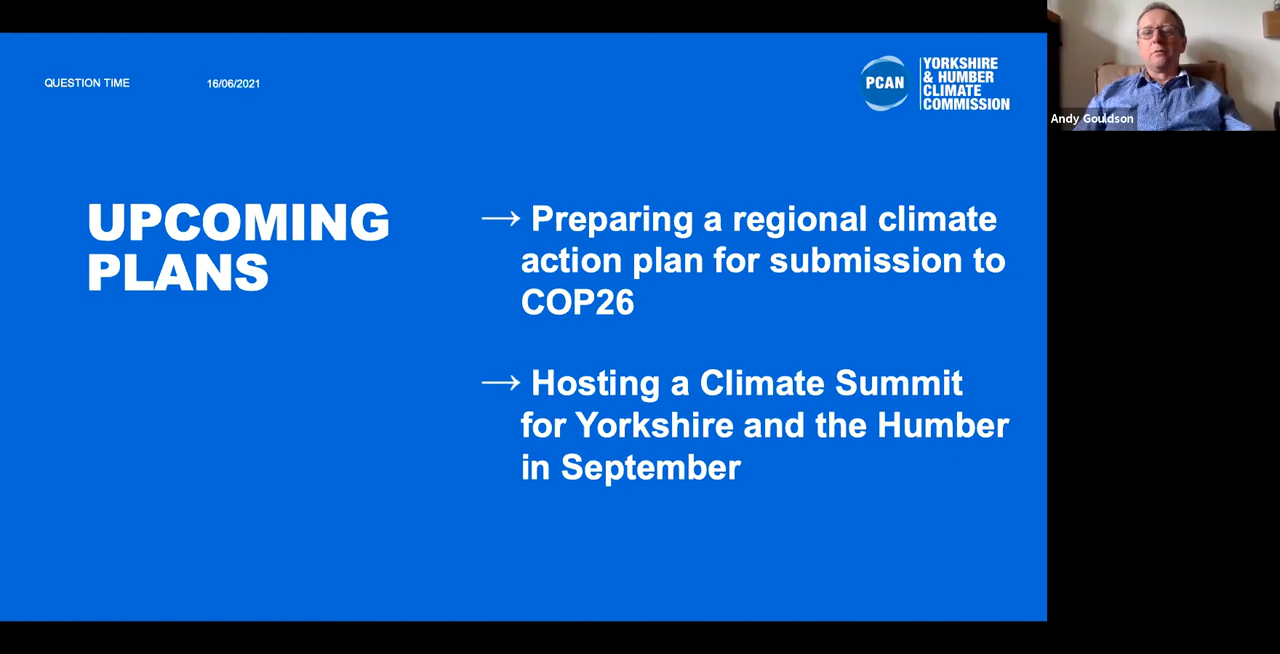 QUESTION TIME
16/06/2021
PCAN
YORKSHIRE
& HUMBER
CLIMATE
COMMISSION
Andy Gouldson
UPCOMING
PLANS
→ Preparing a regional climate
action plan for submission to
COP26
→ Hosting a Climate Summit
for Yorkshire and the Humber
in September